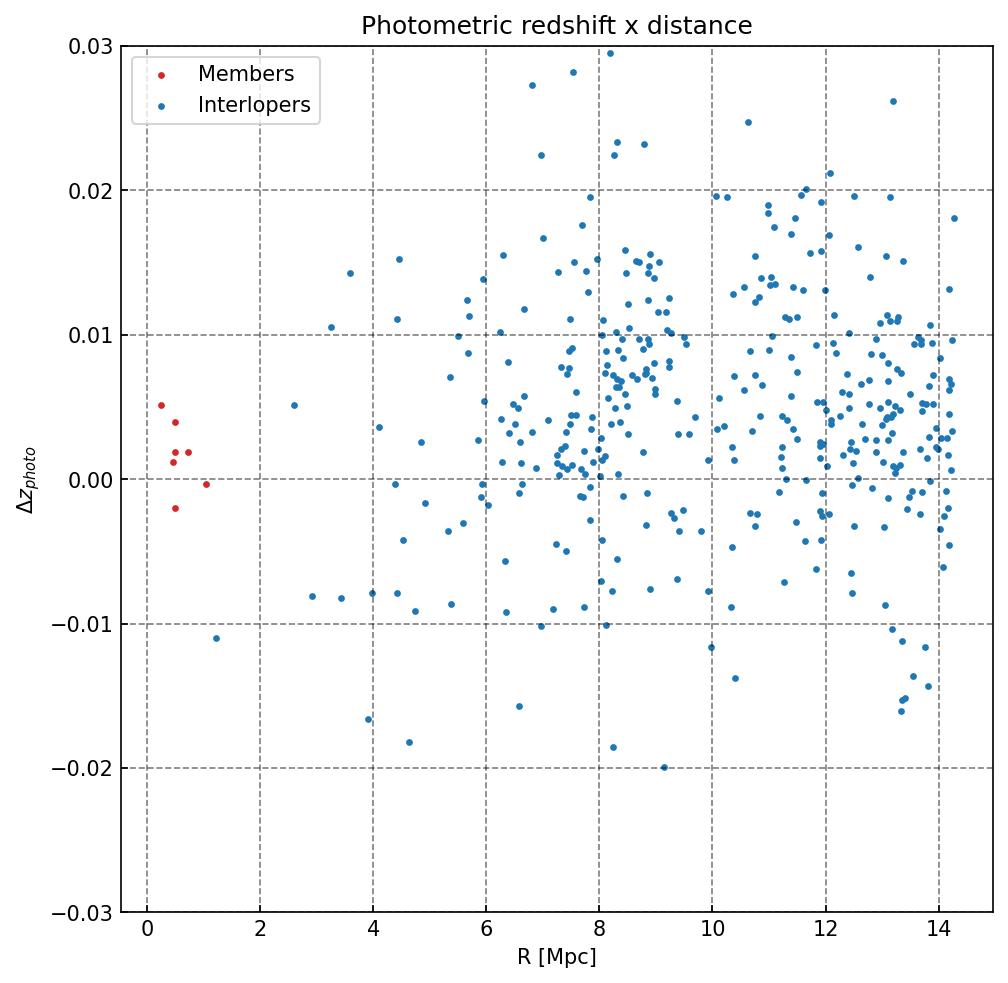 Photometric redshift x distance
Members
Interlopers
0.03
0.02
0.01
0.00
−0.01
−0.02
−0.03
Δz_photo
0 2 4 6 8 10 12 14
R [Mpc]